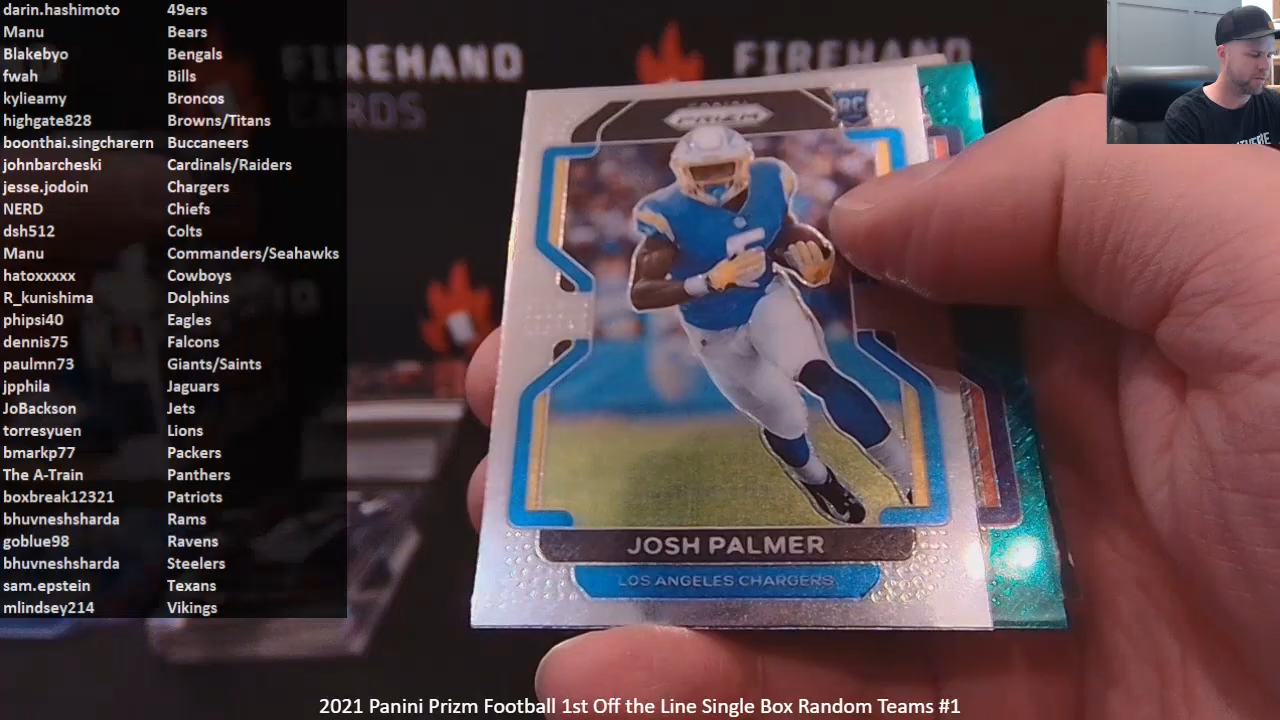 darin.hashimoto 49ers
Manu Bears
Blakebyo Bengals
fwah Bills
kylieamy Broncos
highgate828 Browns/Titans
boonthai.singcharern Buccaneers
johnbarcheski Cardinals/Raiders
jesse.jodoin Chargers
NERD Chiefs
dsh512 Colts
Manu Commanders/Seahawks
hatoxxxxx Cowboys
R_kunishima Dolphins
phipsi40 Eagles
dennis75 Falcons
paulmn73 Giants/Saints
jpphila Jaguars
JoBackson Jets
torresyuen Lions
bmarkp77 Packers
The A-Train Panthers
boxbreak12321 Patriots
bhuvneshsharda Rams
goblue98 Ravens
bhuvneshsharda Steelers
sam.epstein Texans
mlindsey214 Vikings
FIREHAND
CARDS
FIREHAND
PANINI
PRIZM
RC
5
JOSH PALMER
LOS ANGELES CHARGERS
2021 Panini Prizm Football 1st Off the Line Single Box Random Teams #1